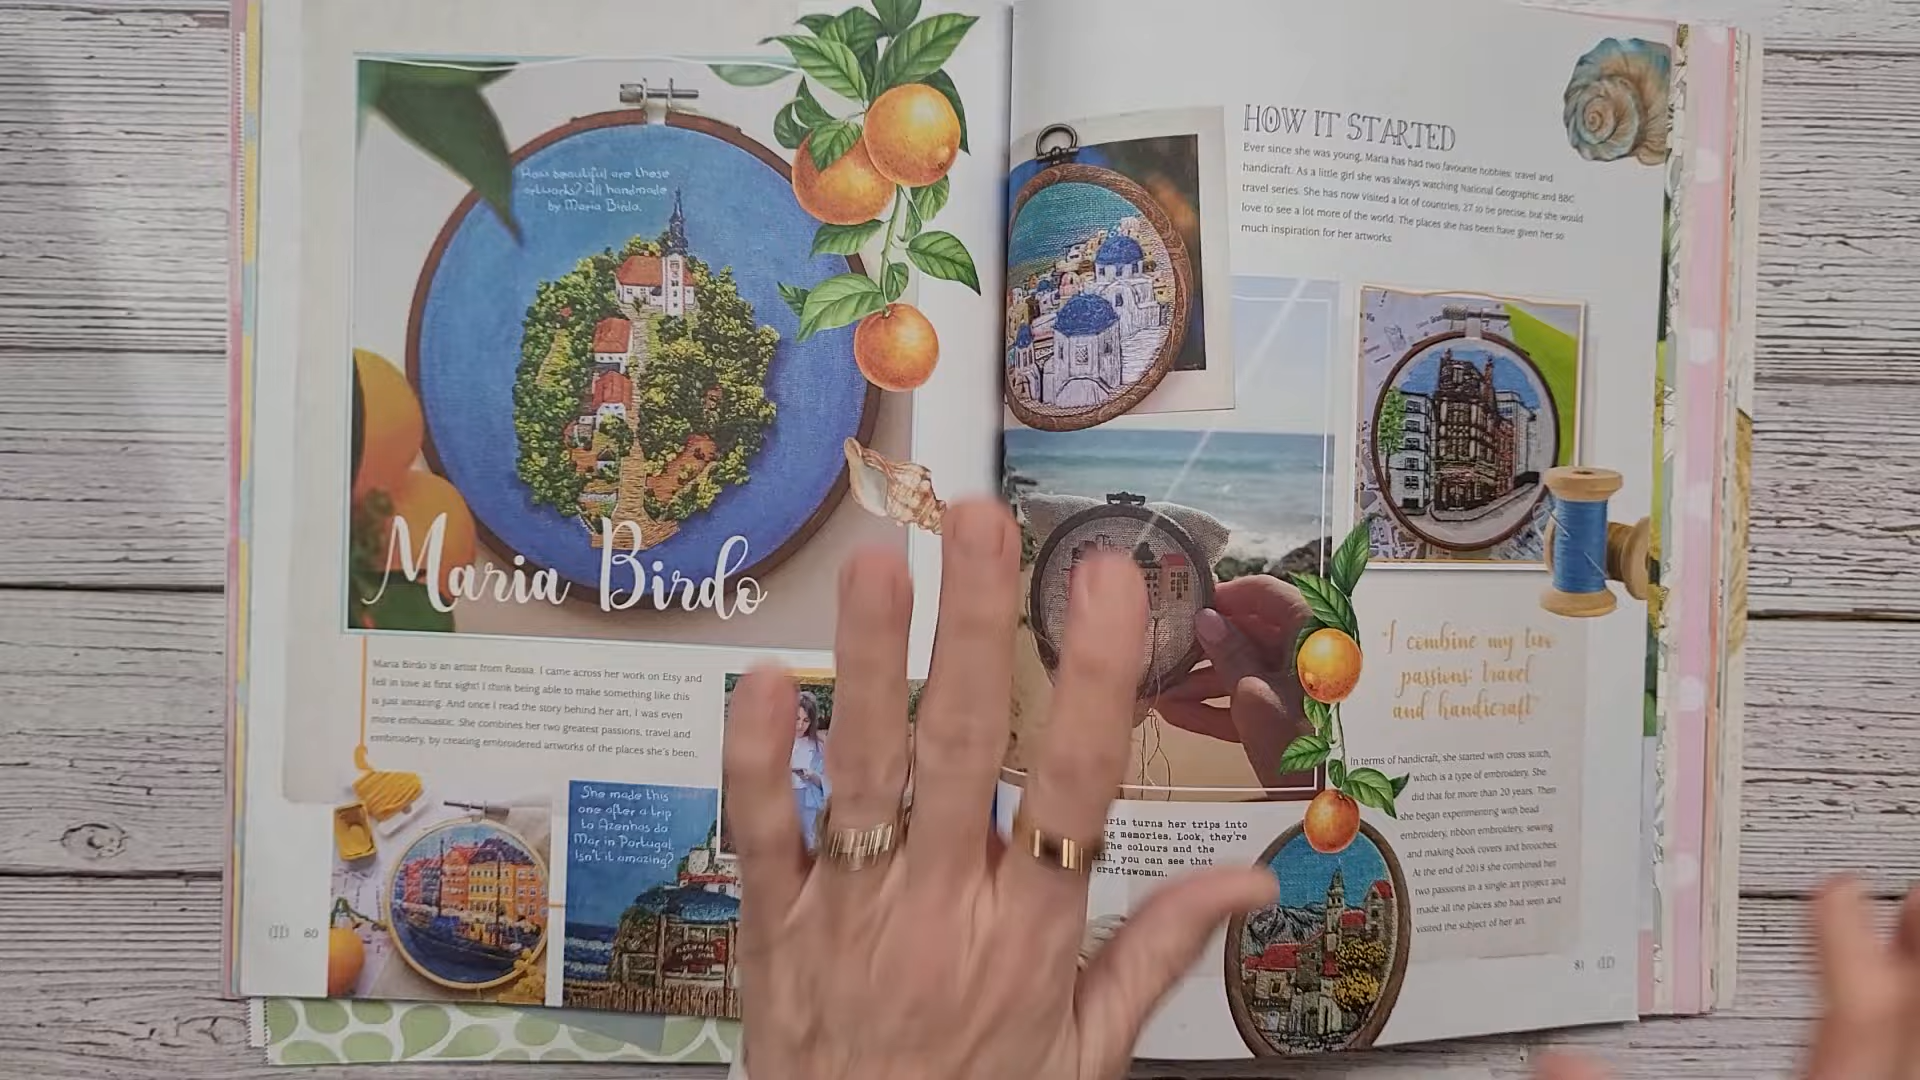 How beautiful are these
artworks? All handmade
by Maria Birdo.
Maria Birdo
Maria Birdo is an artist from Russia. I came across her work on Etsy and
fell in love at first sight! I think being able to make something like this
is just amazing. And once I read the story behind her art, I was even
more enthusiastic. She combines her two greatest passions, travel and
embroidery, by creating embroidered artworks of the places she's been.
She made this
one after a trip
to Azenhas do
Mar in Portugal.
Isn't it amazing?
80
HOW IT STARTED
Ever since she was young, Maria has had two favourite hobbies: travel and
handicraft. As a little girl she was always watching National Geographic and BBC
travel series. She has now visited a lot of countries, 27 to be precise, but she would
love to see a lot more of the world. The places she has been have given her so
much inspiration for her artworks.
"I combine my two
passions: travel
and handicraft"
turns her trips into
memories. Look, they're
The colours and the
you can see that
craftswoman.
In terms of handicraft, she started with cross stitch,
which is a type of embroidery. She
did that for more than 20 years. Then
she began experimenting with bead
embroidery, ribbon embroidery, sewing
and making book covers and brooches.
At the end of 2018 she combined her
two passions in a single art project and
made all the places she had seen and
visited the subject of her art.
81